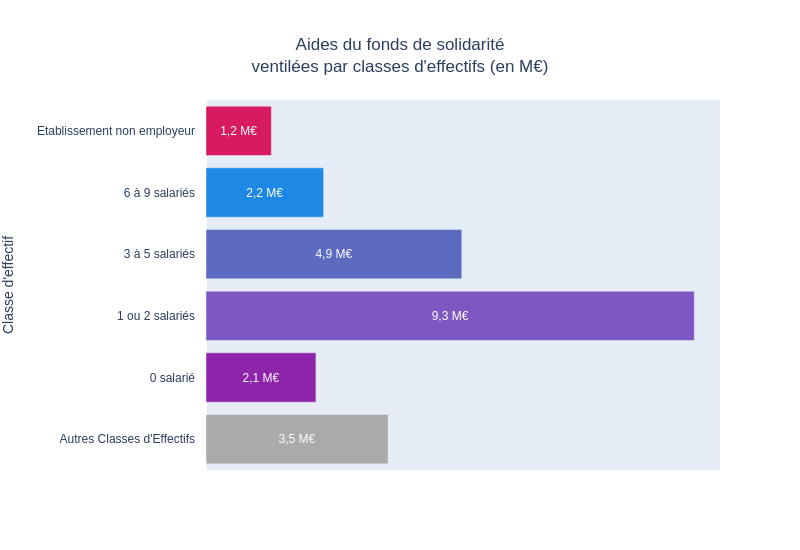 Aides du fonds de solidarité
ventilées par classes d'effectifs (en M€)
Classe d'effectif
Etablissement non employeur
1,2 M€
6 à 9 salariés
2,2 M€
3 à 5 salariés
4,9 M€
1 ou 2 salariés
9,3 M€
0 salarié
2,1 M€
Autres Classes d'Effectifs
3,5 M€